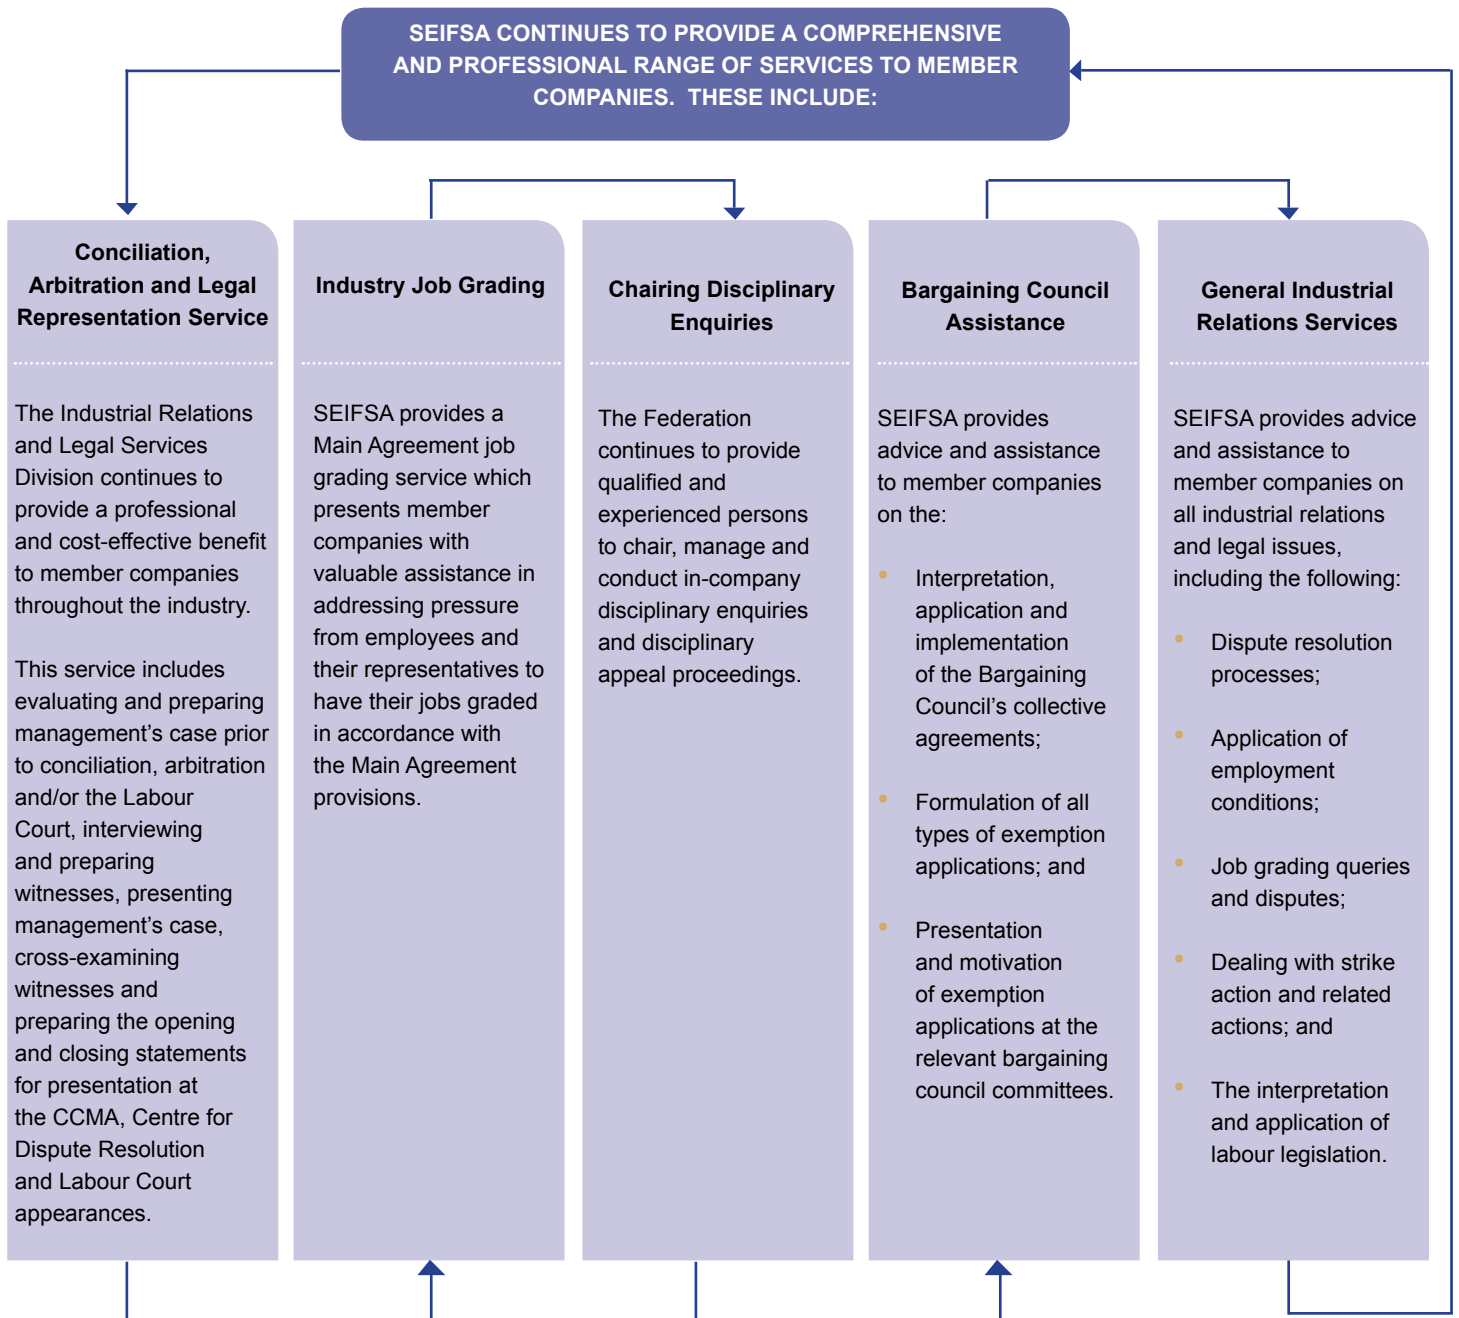 SEIFSA CONTINUES TO PROVIDE A COMPREHENSIVE
AND PROFESSIONAL RANGE OF SERVICES TO MEMBER
COMPANIES.  THESE INCLUDE:
Conciliation,
Arbitration and Legal
Representation Service
The Industrial Relations
and Legal Services
Division continues to
provide a professional
and cost-effective benefit
to member companies
throughout the industry.
This service includes
evaluating and preparing
management’s case prior
to conciliation, arbitration
and/or the Labour
Court, interviewing
and preparing
witnesses, presenting
management’s case,
cross-examining
witnesses and
preparing the opening
and closing statements
for presentation at
the CCMA, Centre for
Dispute Resolution
and Labour Court
appearances.
Industry Job Grading
SEIFSA provides a
Main Agreement job
grading service which
presents member
companies with
valuable assistance in
addressing pressure
from employees and
their representatives to
have their jobs graded
in accordance with
the Main Agreement
provisions.
Chairing Disciplinary
Enquiries
The Federation
continues to provide
qualified and
experienced persons
to chair, manage and
conduct in-company
disciplinary enquiries
and disciplinary
appeal proceedings.
Bargaining Council
Assistance
SEIFSA provides
advice and assistance
to member companies
on the:
• Interpretation,
application and
implementation
of the Bargaining
Council’s collective
agreements;
• Formulation of all
types of exemption
applications; and
• Presentation
and motivation
of exemption
applications at the
relevant bargaining
council committees.
General Industrial
Relations Services
SEIFSA provides advice
and assistance to
member companies on
all industrial relations
and legal issues,
including the following:
• Dispute resolution
processes;
• Application of
employment
conditions;
• Job grading queries
and disputes;
• Dealing with strike
action and related
actions; and
• The interpretation
and application of
labour legislation.